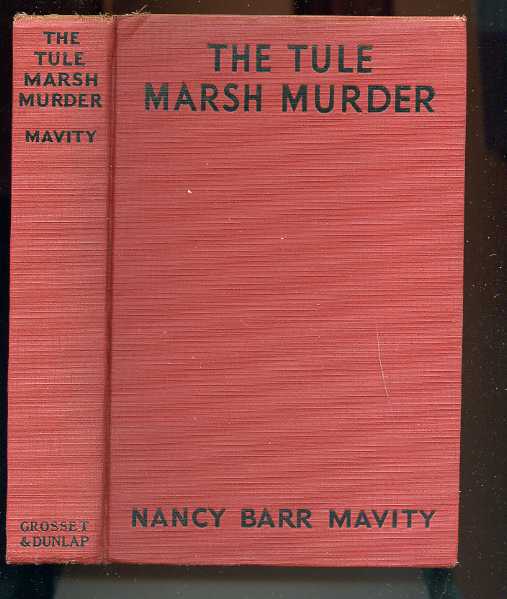 THE
TULE
MARSH
MURDER
MAVITY
GROSSET
& DUNLAP
THE TULE
MARSH MURDER
NANCY BARR MAVITY